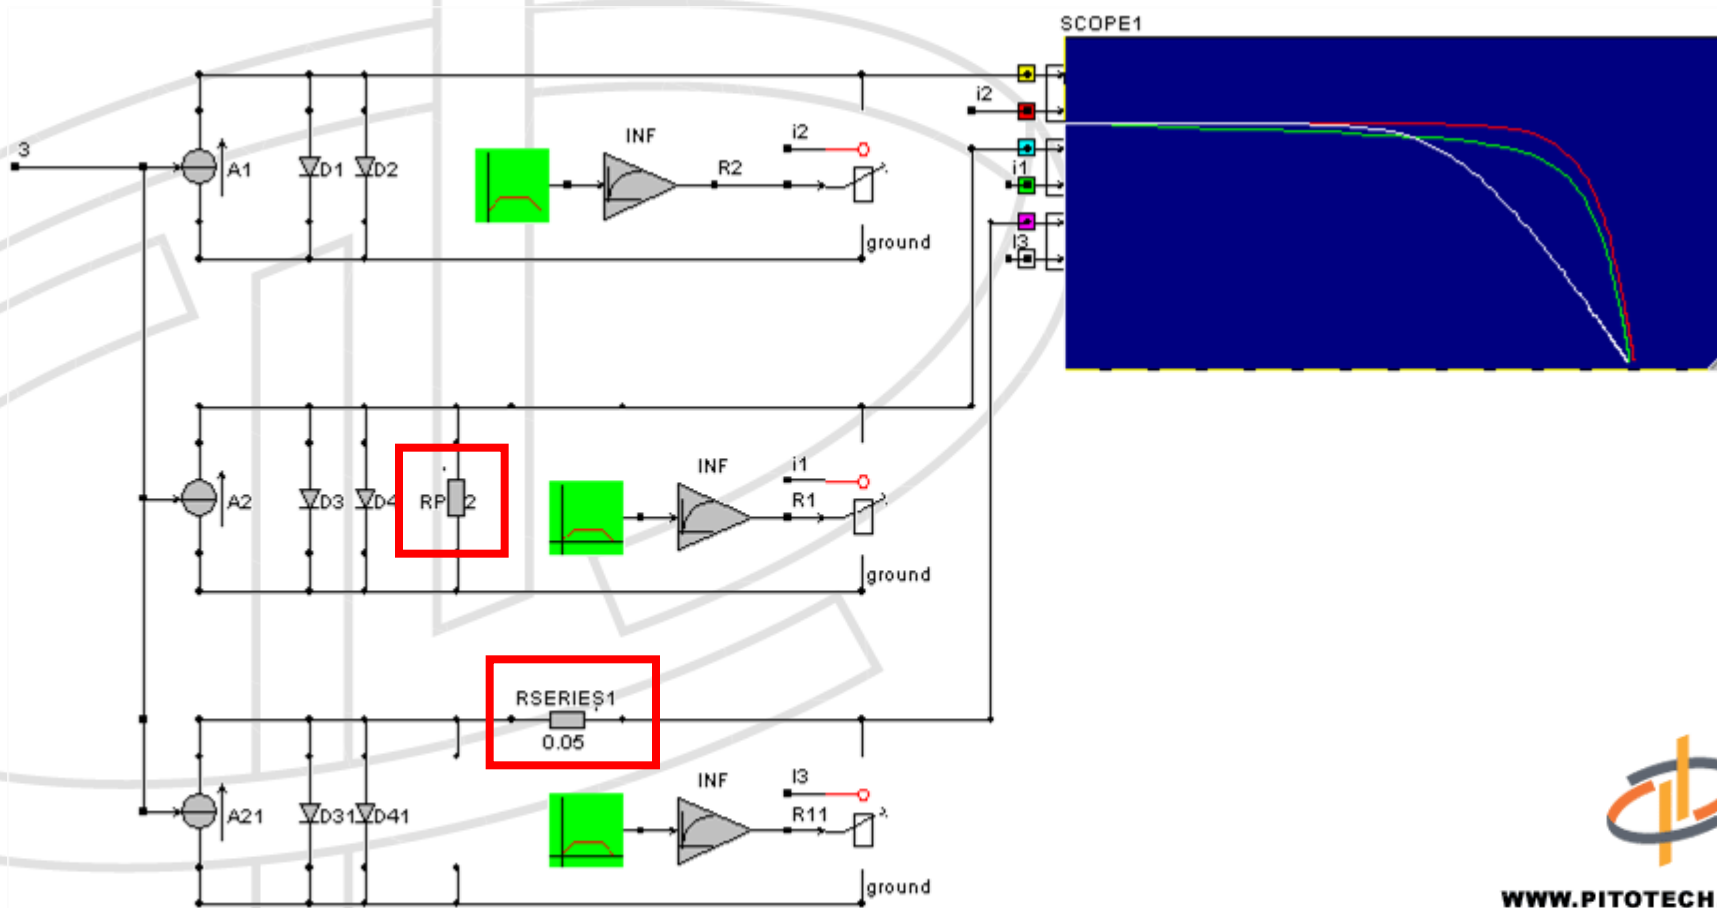 SCOPE1
i2
3
A1
D1
D2
INF
R2
i2
i1
I3
ground
A2
D3
D4
RP
2
INF
i1
R1
ground
RSERIES1
0.05
A21
D31
D41
INF
I3
R11
ground
WWW.PITOTECH